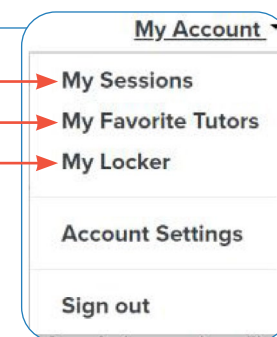 My Account
My Sessions
My Favorite Tutors
My Locker
Account Settings
Sign out